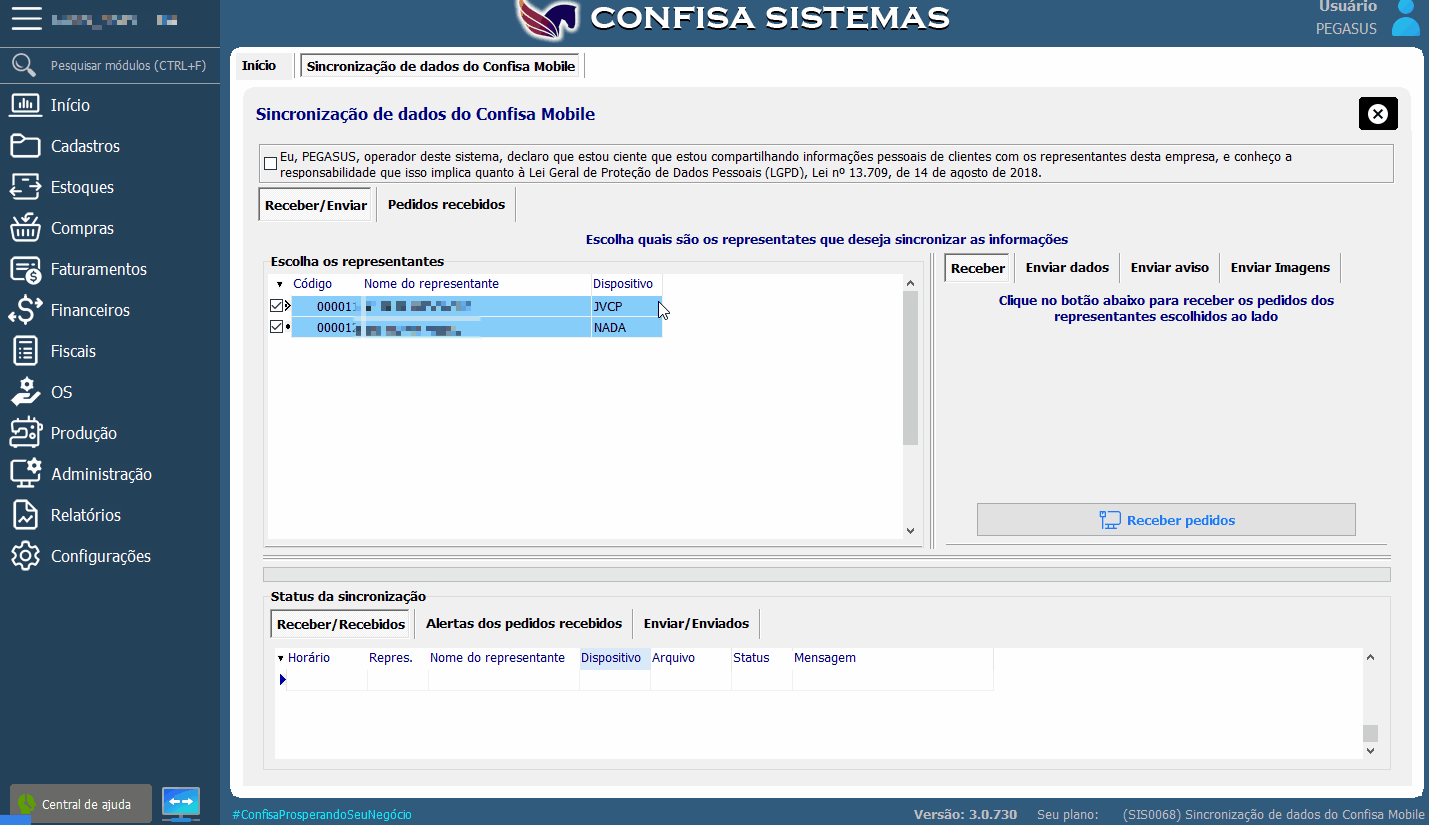 CONFISA SISTEMAS
Usuário
PEGASUS
Pesquisar módulos (CTRL+F)
Início
Cadastros
Estoques
Compras
Faturamentos
Financeiros
Fiscais
OS
Produção
Administração
Relatórios
Configurações
Central de ajuda
Início
Sincronização de dados do Confisa Mobile
Sincronização de dados do Confisa Mobile
Eu, PEGASUS, operador deste sistema, declaro que estou ciente que estou compartilhando informações pessoais de clientes com os representantes desta empresa, e conheço a
responsabilidade que isso implica quanto à Lei Geral de Proteção de Dados Pessoais (LGPD), Lei nº 13.709, de 14 de agosto de 2018.
Receber/Enviar
Pedidos recebidos
Escolha quais são os representates que deseja sincronizar as informações
Escolha os representantes
Código Nome do representante Dispositivo
000011 JVCP
000012 NADA
Receber
Enviar dados
Enviar aviso
Enviar Imagens
Clique no botão abaixo para receber os pedidos dos
representantes escolhidos ao lado
Receber pedidos
Status da sincronização
Receber/Recebidos
Alertas dos pedidos recebidos
Enviar/Enviados
Horário Repres. Nome do representante Dispositivo Arquivo Status Mensagem
#ConfisaProsperandoSeuNegócio
Versão: 3.0.730
Seu plano:
(SIS0068) Sincronização de dados do Confisa Mobile